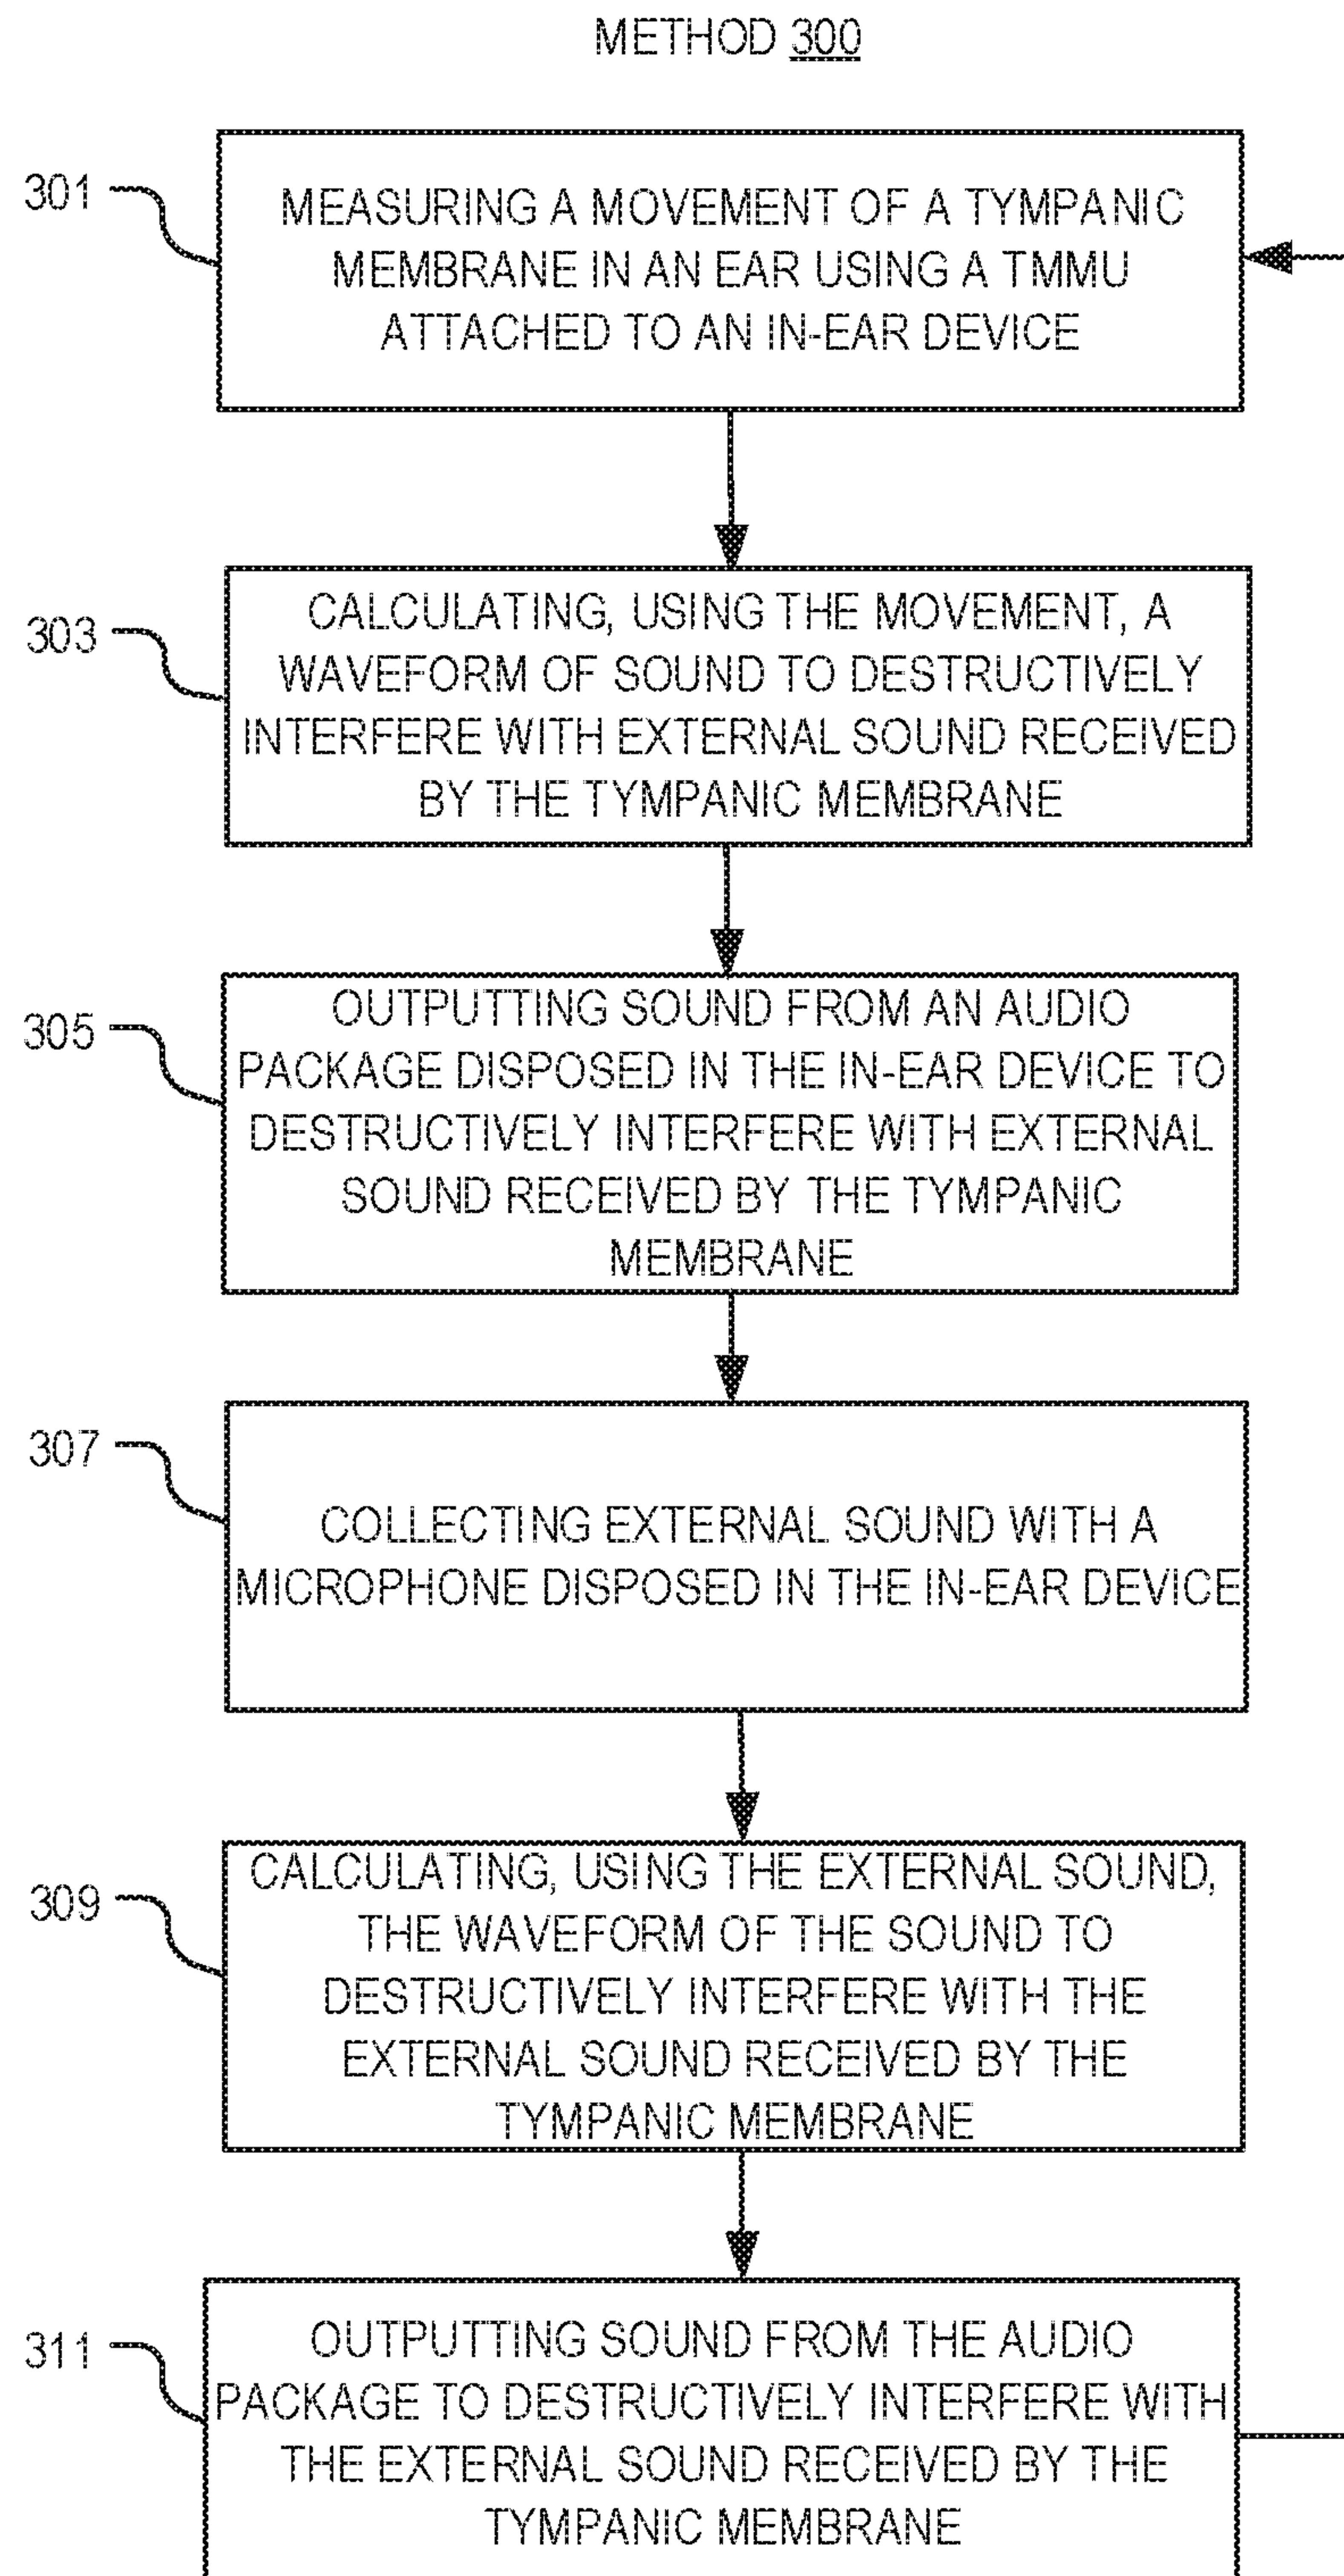 METHOD 300
301
MEASURING A MOVEMENT OF A TYMPANIC
MEMBRANE IN AN EAR USING A TMMU
ATTACHED TO AN IN-EAR DEVICE
303
CALCULATING, USING THE MOVEMENT, A
WAVEFORM OF SOUND TO DESTRUCTIVELY
INTERFERE WITH EXTERNAL SOUND RECEIVED
BY THE TYMPANIC MEMBRANE
305
OUTPUTTING SOUND FROM AN AUDIO
PACKAGE DISPOSED IN THE IN-EAR DEVICE TO
DESTRUCTIVELY INTERFERE WITH EXTERNAL
SOUND RECEIVED BY THE TYMPANIC
MEMBRANE
307
COLLECTING EXTERNAL SOUND WITH A
MICROPHONE DISPOSED IN THE IN-EAR DEVICE
309
CALCULATING, USING THE EXTERNAL SOUND,
THE WAVEFORM OF THE SOUND TO
DESTRUCTIVELY INTERFERE WITH THE
EXTERNAL SOUND RECEIVED BY THE
TYMPANIC MEMBRANE
311
OUTPUTTING SOUND FROM THE AUDIO
PACKAGE TO DESTRUCTIVELY INTERFERE WITH
THE EXTERNAL SOUND RECEIVED BY THE
TYMPANIC MEMBRANE